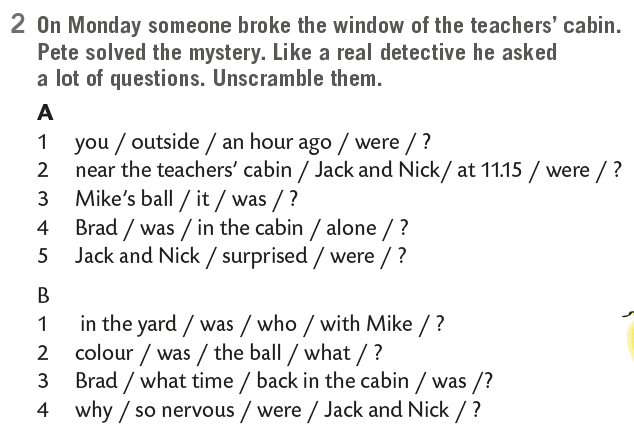 2 On Monday someone broke the window of the teachers’ cabin.
Pete solved the mystery. Like a real detective he asked
a lot of questions. Unscramble them.
A
1 you / outside / an hour ago / were / ?
2 near the teachers’ cabin / Jack and Nick/ at 11.15 / were / ?
3 Mike’s ball / it / was / ?
4 Brad / was / in the cabin / alone / ?
5 Jack and Nick / surprised / were / ?
B
1 in the yard / was / who / with Mike / ?
2 colour / was / the ball / what / ?
3 Brad / what time / back in the cabin / was /?
4 why / so nervous / were / Jack and Nick / ?